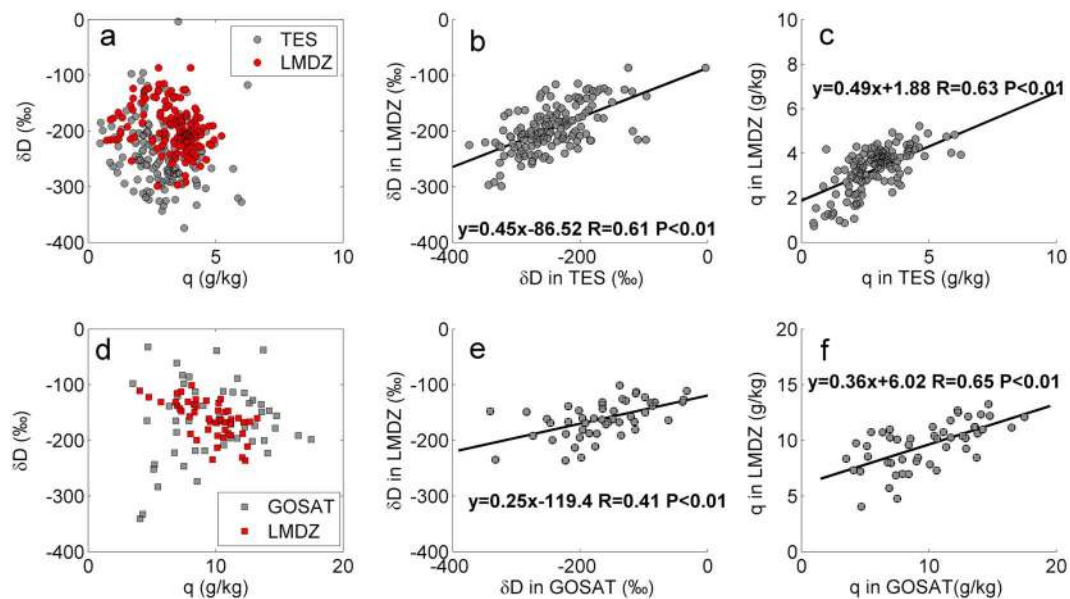 a
TES
LMDZ
0
-100
-200
-300
-400
δD (‰)
0
5
10
q (g/kg)
b
0
-100
-200
-300
-400
δD in LMDZ (‰)
y=0.45x-86.52 R=0.61 P<0.01
-400
-200
0
δD in TES (‰)
c
10
8
6
4
2
0
q in LMDZ (g/kg)
y=0.49x+1.88 R=0.63 P<0.01
0
5
10
q in TES (g/kg)
d
0
-100
-200
-300
-400
δD (‰)
GOSAT
LMDZ
0
10
20
q (g/kg)
e
0
-100
-200
-300
-400
δD in LMDZ (‰)
y=0.25x-119.4 R=0.41 P<0.01
-400
-200
0
δD in GOSAT (‰)
f
20
15
10
5
0
q in LMDZ (g/kg)
y=0.36x+6.02 R=0.65 P<0.01
0
10
20
q in GOSAT(g/kg)